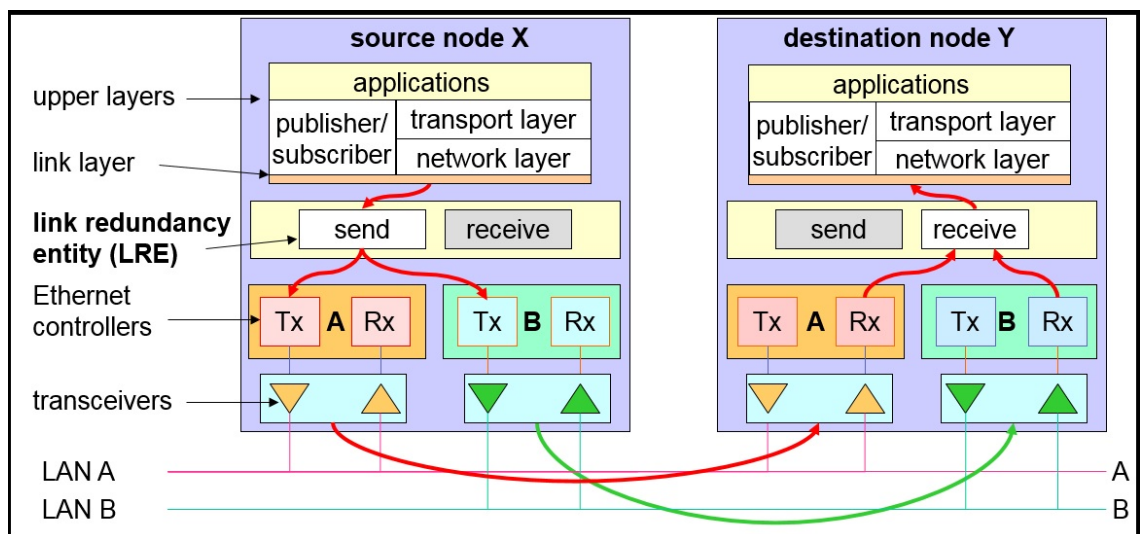 source node X
destination node Y
upper layers
applications
applications
publisher/
subscriber
transport layer
network layer
publisher/
subscriber
transport layer
network layer
link layer
link redundancy
entity (LRE)
send
receive
send
receive
Ethernet
controllers
Tx A Rx
Tx B Rx
Tx A Rx
Tx B Rx
transceivers
LAN A
A
LAN B
B